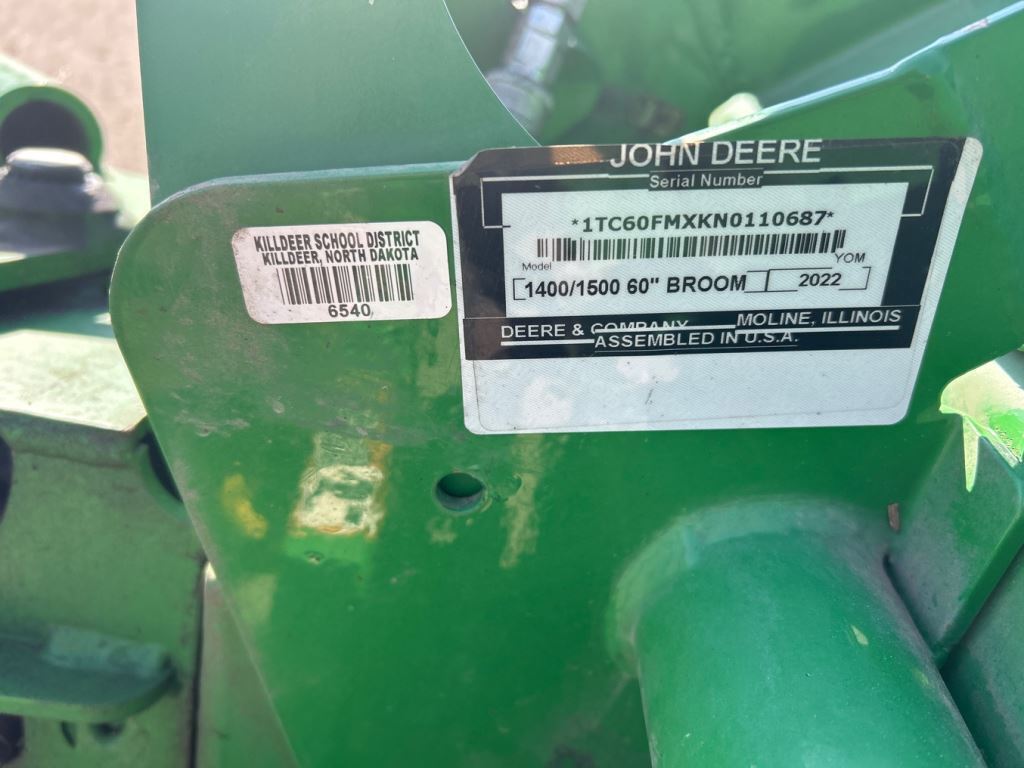 KILLDEER SCHOOL DISTRICT
KILLDEER, NORTH DAKOTA
6540
JOHN DEERE
Serial Number
*1TC60FMXKN0110687*
Model
YOM
1400/1500 60" BROOM
2022
DEERE & COMPANY
MOLINE, ILLINOIS
ASSEMBLED IN U.S.A.